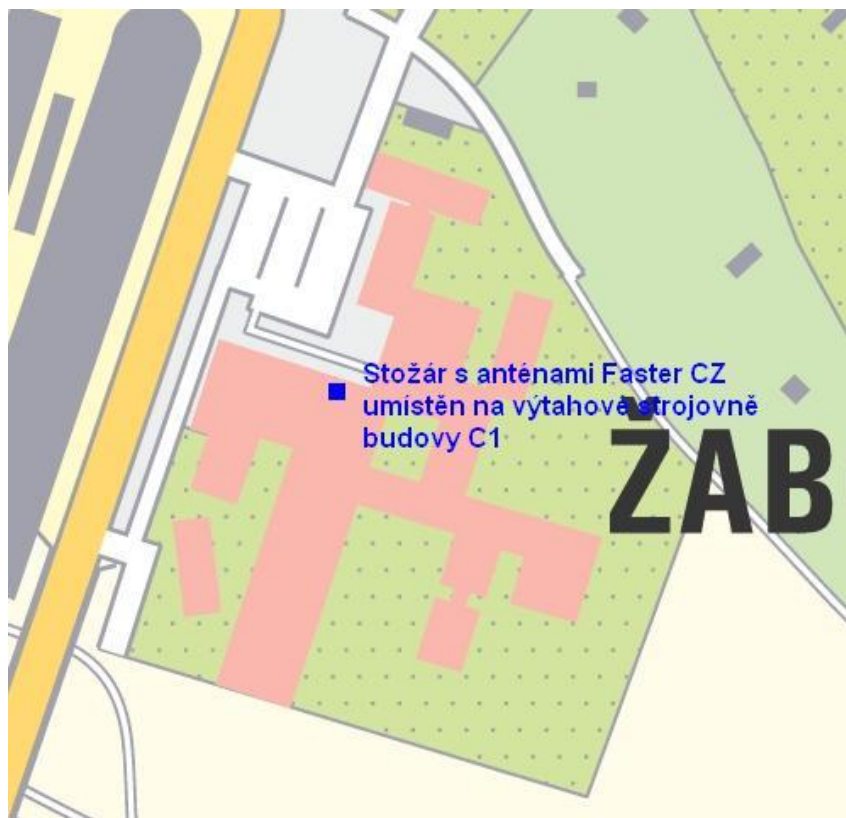 Stožár s anténami Faster CZ
umístěn na výtahové strojovně
budovy C1
ŽAB